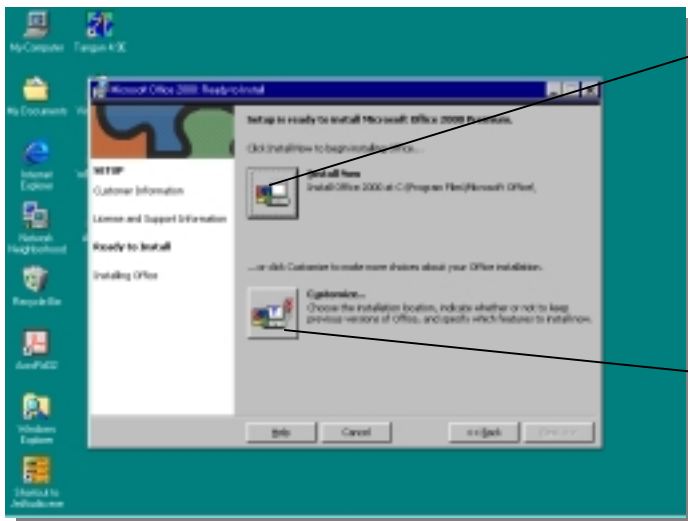 My Computer
My Documents
Internet
Explorer
Network
Neighborhood
Recycle Bin
Windows
Explorer
Shortcut to
Microsoft Office 2000: Ready to Install
SETUP
Customer Information
License and Support Information
Ready to Install
Installing Office
Setup is ready to install Microsoft Office 2000 Premium.
Click Install Now to begin installing Office...
Install Now
Install Office 2000 at C:\Program Files\Microsoft Office\.
...or click Customize to make more choices about your Office installation.
Customize...
Choose the installation location, indicate whether or not to keep
previous versions of Office, and specify which features to install now.
Help
Cancel
<< Back